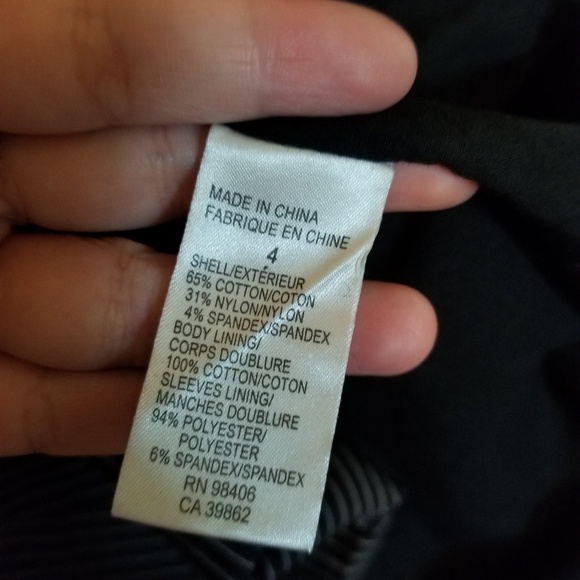 MADE IN CHINA
FABRIQUE EN CHINE
4
SHELL/EXTÉRIEUR
65% COTTON/COTON
31% NYLON/NYLON
4% SPANDEX/SPANDEX
BODY LINING/
CORPS DOUBLURE
100% COTTON/COTON
SLEEVES LINING/
MANCHES DOUBLURE
94% POLYESTER/
POLYESTER
6% SPANDEX/SPANDEX
RN 98406
CA 39862